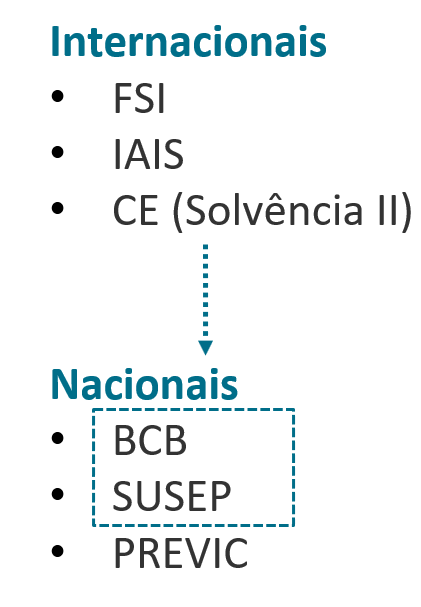 Internacionais
• FSI
• IAIS
• CE (Solvência II)
Nacionais
• BCB
• SUSEP
• PREVIC